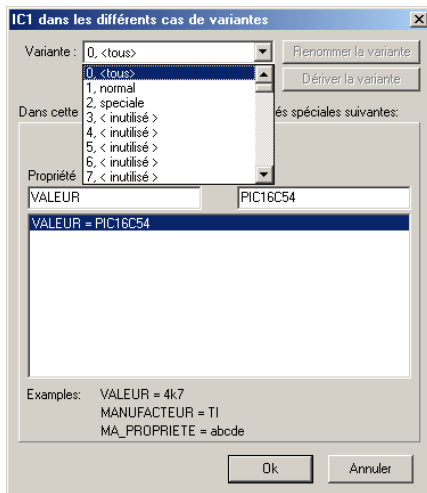 IC1 dans les différents cas de variantes
Variante : 0, <tous>
Renommer la variante
0, <tous>
Dériver la variante
1, normal
2, speciale
Dans cette
3, < inutilisé >
és spéciales suivantes:
4, < inutilisé >
5, < inutilisé >
6, < inutilisé >
Propriété
7, < inutilisé >
VALEUR
PIC16C54
VALEUR = PIC16C54
Examples: VALEUR = 4k7
MANUFACTEUR = TI
MA_PROPRIETE = abcde
Ok
Annuler